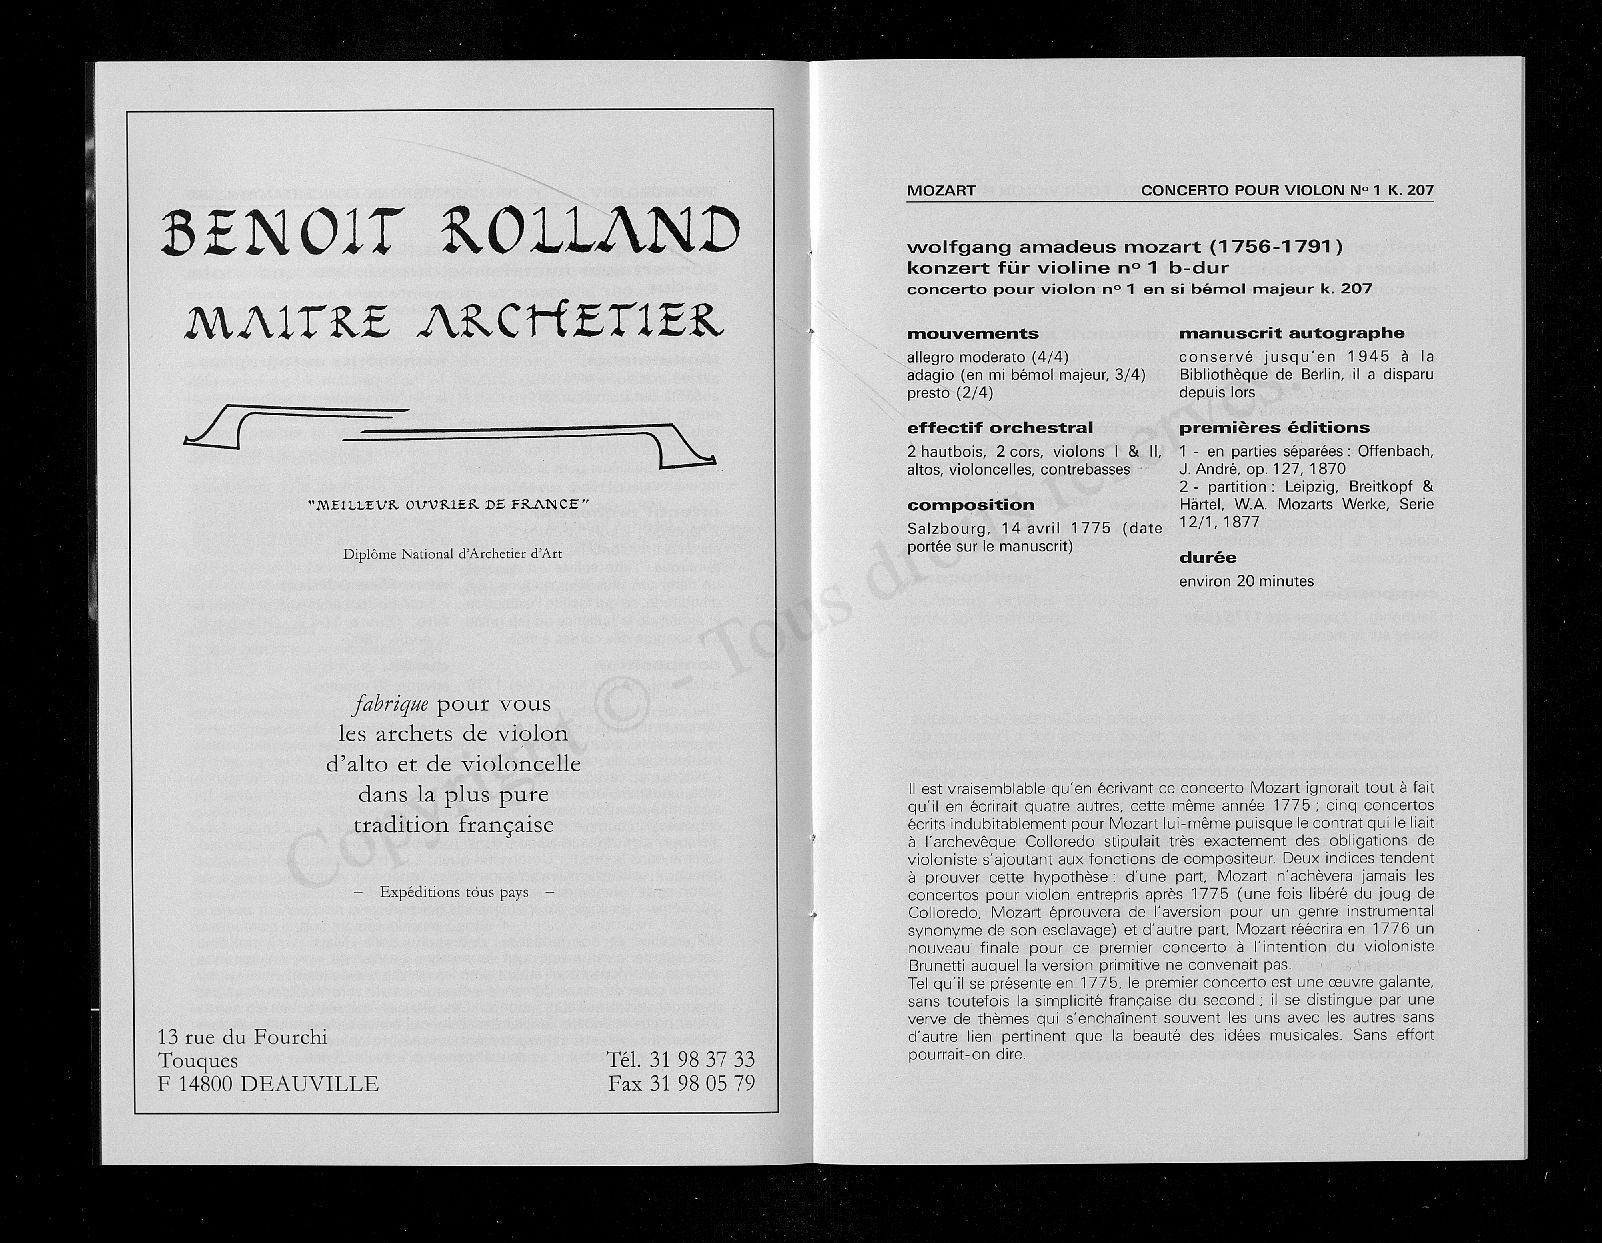 BENOIT ROLLAND
MAITRE ARCHETIER
"MEILLEUR OUVRIER DE FRANCE"
Diplôme National d'Archetier d'Art
fabrique pour vous
les archets de violon
d'alto et de violoncelle
dans la plus pure
tradition française
– Expéditions tous pays –
13 rue du Fourchi
Touques
F 14800 DEAUVILLE
Tél. 31 98 37 33
Fax 31 98 05 79
MOZART CONCERTO POUR VIOLON Nº 1 K. 207
wolfgang amadeus mozart (1756-1791)
konzert für violine nº 1 b-dur
concerto pour violon nº 1 en si bémol majeur k. 207
mouvements
allegro moderato (4/4)
adagio (en mi bémol majeur, 3/4)
presto (2/4)
effectif orchestral
2 hautbois, 2 cors, violons I & II,
altos, violoncelles, contrebasses
composition
Salzbourg, 14 avril 1775 (date
portée sur le manuscrit)
manuscrit autographe
conservé jusqu'en 1945 à la
Bibliothèque de Berlin, il a disparu
depuis lors
premières éditions
1 - en parties séparées : Offenbach,
J. André, op. 127, 1870
2 - partition : Leipzig, Breitkopf &
Härtel, W.A. Mozarts Werke, Serie
12/1, 1877
durée
environ 20 minutes
Il est vraisemblable qu'en écrivant ce concerto Mozart ignorait tout à fait
qu'il en écrirait quatre autres, cette même année 1775 ; cinq concertos
écrits indubitablement pour Mozart lui-même puisque le contrat qui le liait
à l'archevêque Colloredo stipulait très exactement des obligations de
violoniste s'ajoutant aux fonctions de compositeur. Deux indices tendent
à prouver cette hypothèse : d'une part, Mozart n'achèvera jamais les
concertos pour violon entrepris après 1775 (une fois libéré du joug de
Colloredo, Mozart éprouvera de l'aversion pour un genre instrumental
synonyme de son esclavage) et d'autre part, Mozart réécrira en 1776 un
nouveau finale pour ce premier concerto à l'intention du violoniste
Brunetti auquel la version primitive ne convenait pas.
Tel qu'il se présente en 1775, le premier concerto est une œuvre galante,
sans toutefois la simplicité française du second ; il se distingue par une
verve de thèmes qui s'enchaînent souvent les uns avec les autres sans
d'autre lien pertinent que la beauté des idées musicales. Sans effort
pourrait-on dire.
Copyright © - Tous droits réservés.